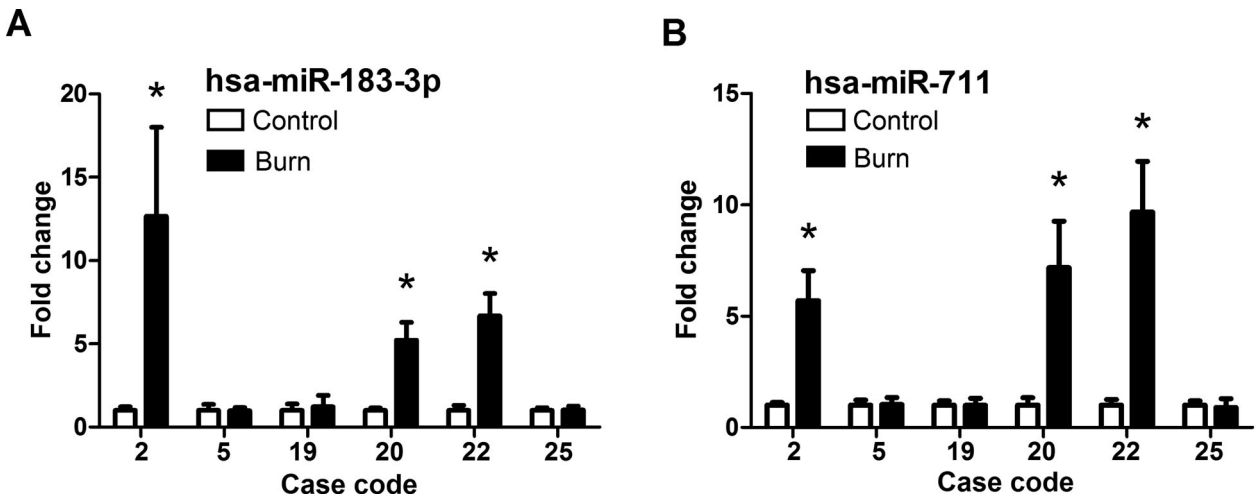 A
hsa-miR-183-3p
Control
Burn
Fold change
20
15
10
5
0
*
*
*
2 5 19 20 22 25
Case code
B
hsa-miR-711
Control
Burn
Fold change
15
10
5
0
*
*
*
2 5 19 20 22 25
Case code